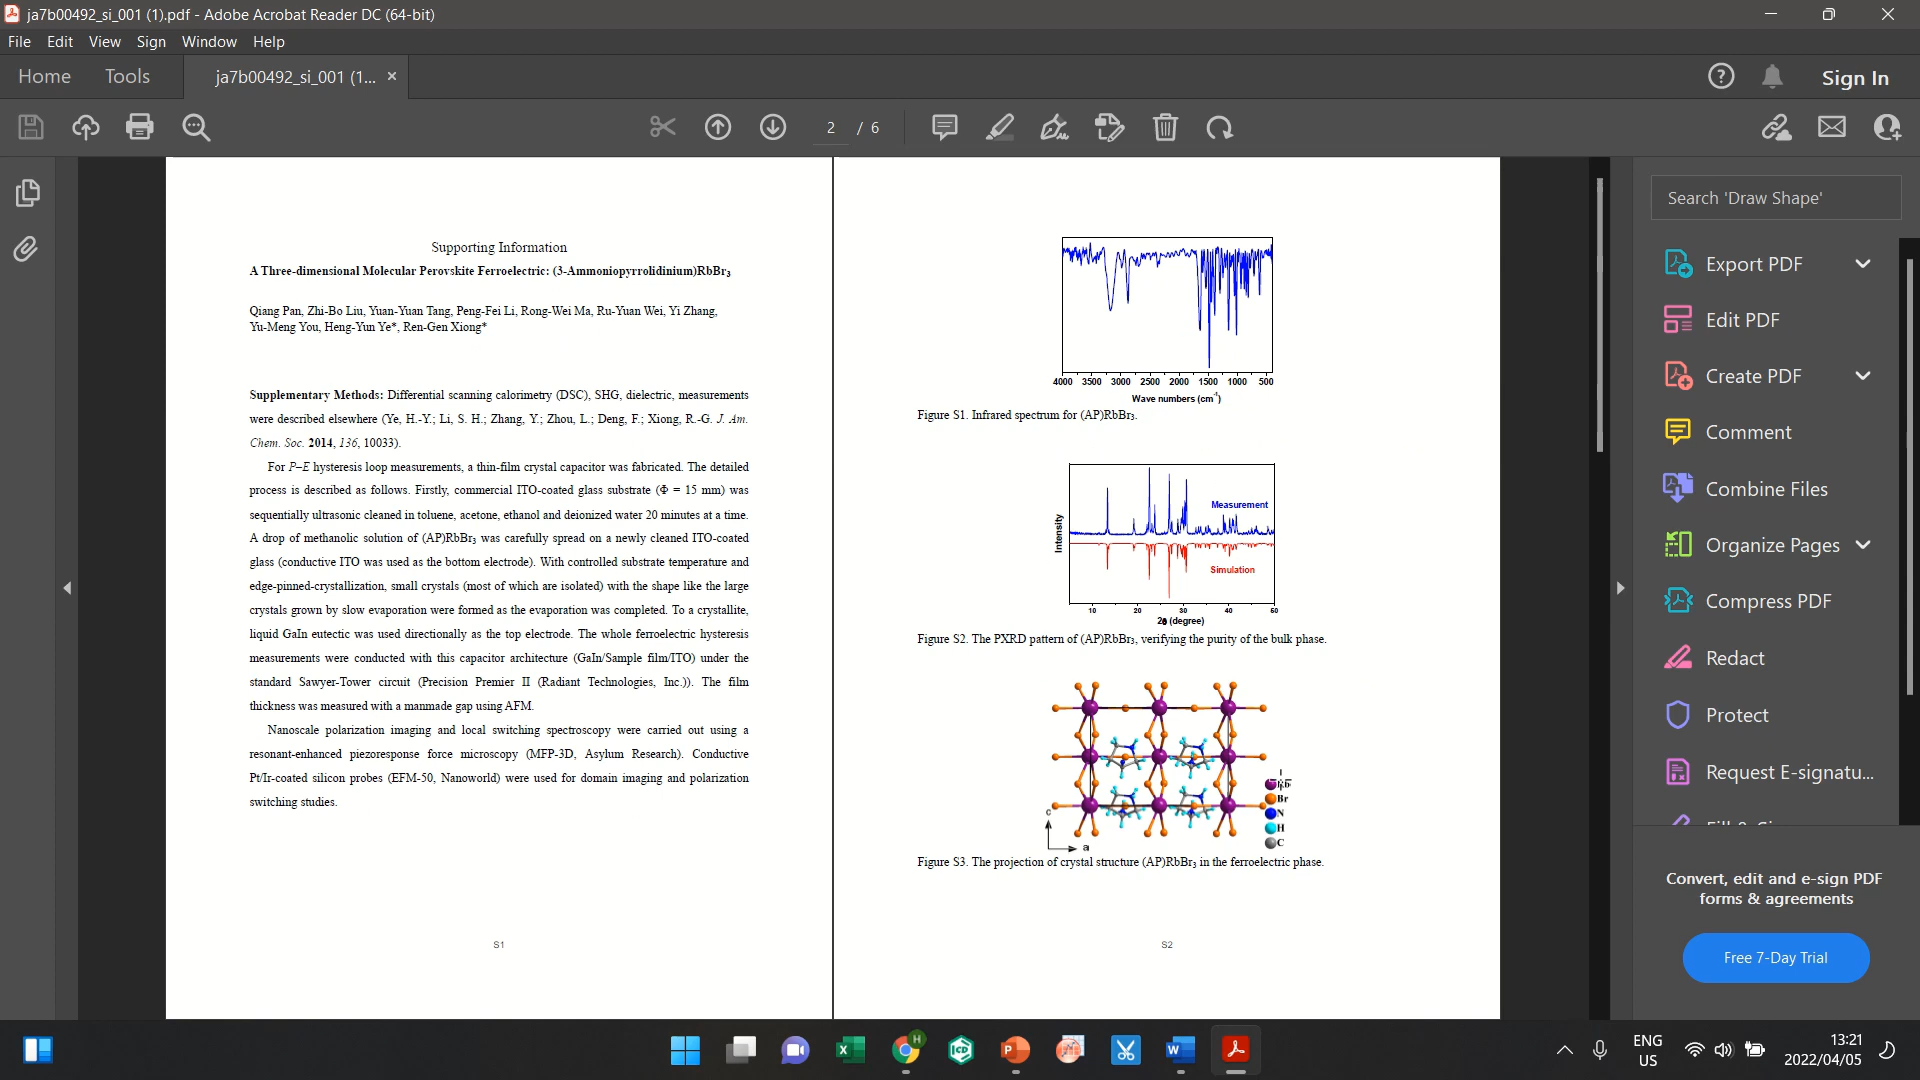 ja7b00492_si_001 (1).pdf - Adobe Acrobat Reader DC (64-bit)
File Edit View Sign Window Help
Home Tools ja7b00492_si_001 (1... × Sign In
2 / 6
Supporting Information
A Three-dimensional Molecular Perovskite Ferroelectric: (3-Ammoniopyrrolidinium)RbBr₃
Qiang Pan, Zhi-Bo Liu, Yuan-Yuan Tang, Peng-Fei Li, Rong-Wei Ma, Ru-Yuan Wei, Yi Zhang,
Yu-Meng You, Heng-Yun Ye*, Ren-Gen Xiong*
Supplementary Methods: Differential scanning calorimetry (DSC), SHG, dielectric, measurements
were described elsewhere (Ye, H.-Y.; Li, S. H.; Zhang, Y.; Zhou, L.; Deng, F.; Xiong, R.-G. J. Am.
Chem. Soc. 2014, 136, 10033).
For P–E hysteresis loop measurements, a thin-film crystal capacitor was fabricated. The detailed
process is described as follows. Firstly, commercial ITO-coated glass substrate (Φ = 15 mm) was
sequentially ultrasonic cleaned in toluene, acetone, ethanol and deionized water 20 minutes at a time.
A drop of methanolic solution of (AP)RbBr₃ was carefully spread on a newly cleaned ITO-coated
glass (conductive ITO was used as the bottom electrode). With controlled substrate temperature and
edge-pinned-crystallization, small crystals (most of which are isolated) with the shape like the large
crystals grown by slow evaporation were formed as the evaporation was completed. To a crystallite,
liquid GaIn eutectic was used directionally as the top electrode. The whole ferroelectric hysteresis
measurements were conducted with this capacitor architecture (GaIn/Sample film/ITO) under the
standard Sawyer-Tower circuit (Precision Premier II (Radiant Technologies, Inc.)). The film
thickness was measured with a manmade gap using AFM.
Nanoscale polarization imaging and local switching spectroscopy were carried out using a
resonant-enhanced piezoresponse force microscopy (MFP-3D, Asylum Research). Conductive
Pt/Ir-coated silicon probes (EFM-50, Nanoworld) were used for domain imaging and polarization
switching studies.
S1
4000 3500 3000 2500 2000 1500 1000 500
Wave numbers (cm⁻¹)
Figure S1. Infrared spectrum for (AP)RbBr₃.
Intensity
Measurement
Simulation
10 20 30 40 50
2θ (degree)
Figure S2. The PXRD pattern of (AP)RbBr₃, verifying the purity of the bulk phase.
Br
N
H
C
c
a
Figure S3. The projection of crystal structure (AP)RbBr₃ in the ferroelectric phase.
S2
Search 'Draw Shape'
Export PDF
Edit PDF
Create PDF
Comment
Combine Files
Organize Pages
Compress PDF
Redact
Protect
Request E-signatu...
Convert, edit and e-sign PDF
forms & agreements
Free 7-Day Trial
ENG
US
13:21
2022/04/05